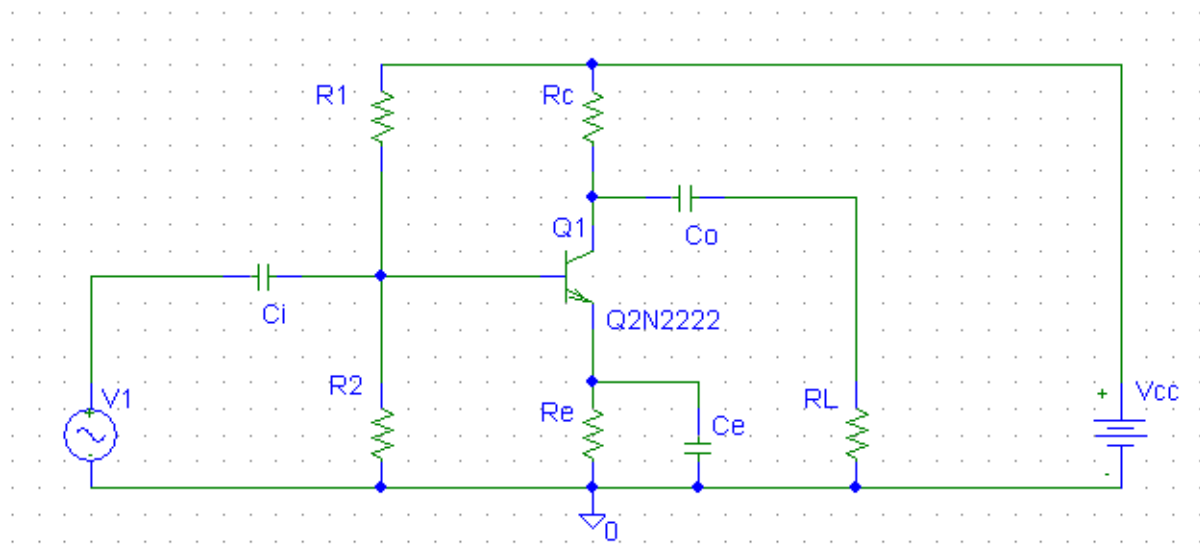 R1
Rc
Q1
Co
Ci
Q2N2222
R2
V1
+
-
Re
Ce
RL
+
Vcc
-
0